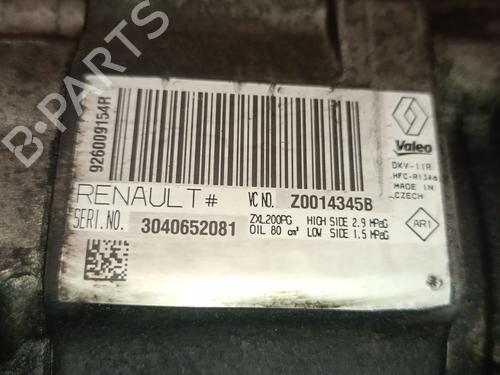 926009154R
RENAULT# VC NO. Z0014345B
SERI.NO. 3040652081
ZXL200PG HIGH SIDE 2.9 MPaG
OIL 80 cm³ LOW SIDE 1.5 MPaG
Valeo
DKV-11R
HFC-R134a
MADE IN
CZECH
AR1
B-PARTS